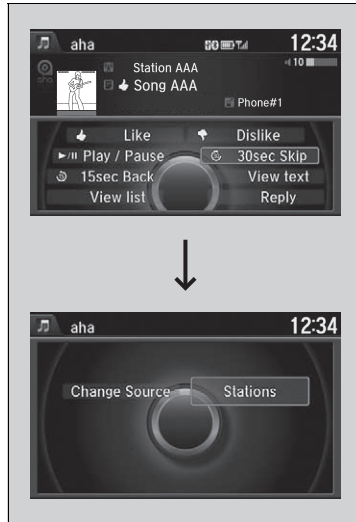 aha 12:34
aha Station AAA 10
Song AAA
Phone#1
Like Dislike
Play / Pause 30sec Skip
15sec Back View text
View list Reply
aha 12:34
Change Source Stations